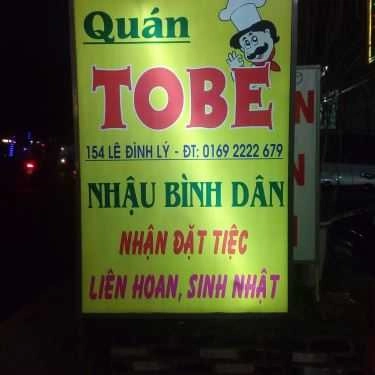 Quán
TOBE
154 LÊ ĐÌNH LÝ - ĐT: 0169 2222 679
NHẬU BÌNH DÂN
NHẬN ĐẶT TIỆC
LIÊN HOAN, SINH NHẬT